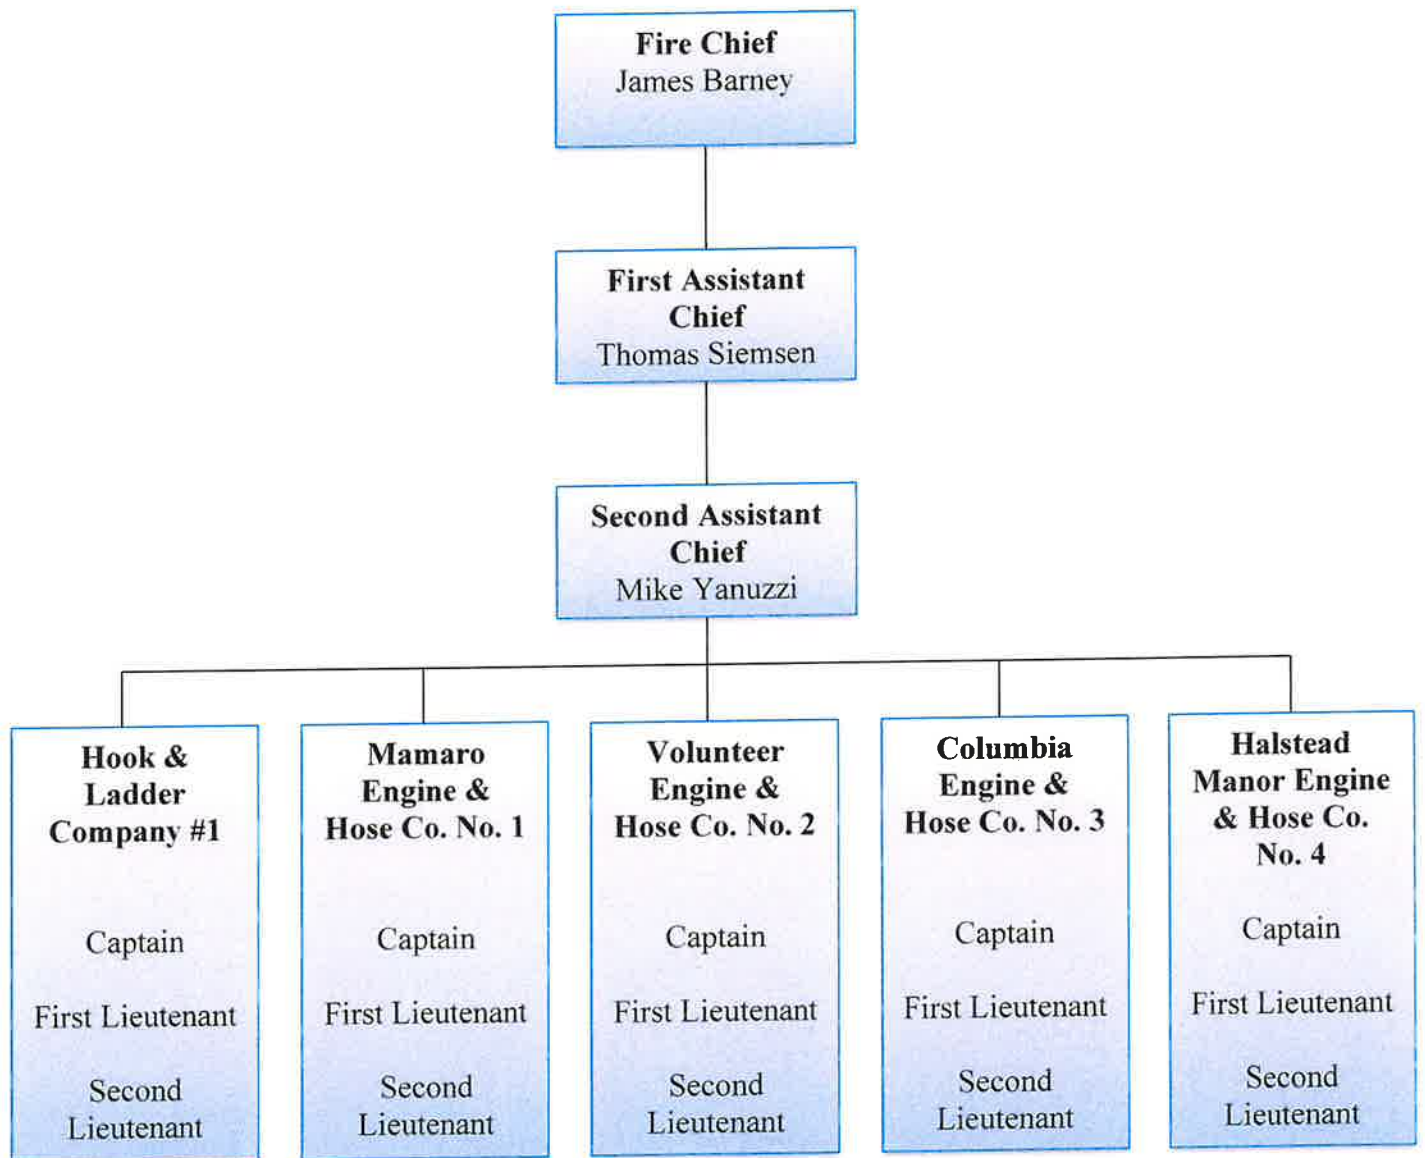 Fire Chief
James Barney
First Assistant
Chief
Thomas Siemsen
Second Assistant
Chief
Mike Yanuzzi
Hook &
Ladder
Company #1
Captain
First Lieutenant
Second
Lieutenant
Mamaro
Engine &
Hose Co. No. 1
Captain
First Lieutenant
Second
Lieutenant
Volunteer
Engine &
Hose Co. No. 2
Captain
First Lieutenant
Second
Lieutenant
Columbia
Engine &
Hose Co. No. 3
Captain
First Lieutenant
Second
Lieutenant
Halstead
Manor Engine
& Hose Co.
No. 4
Captain
First Lieutenant
Second
Lieutenant